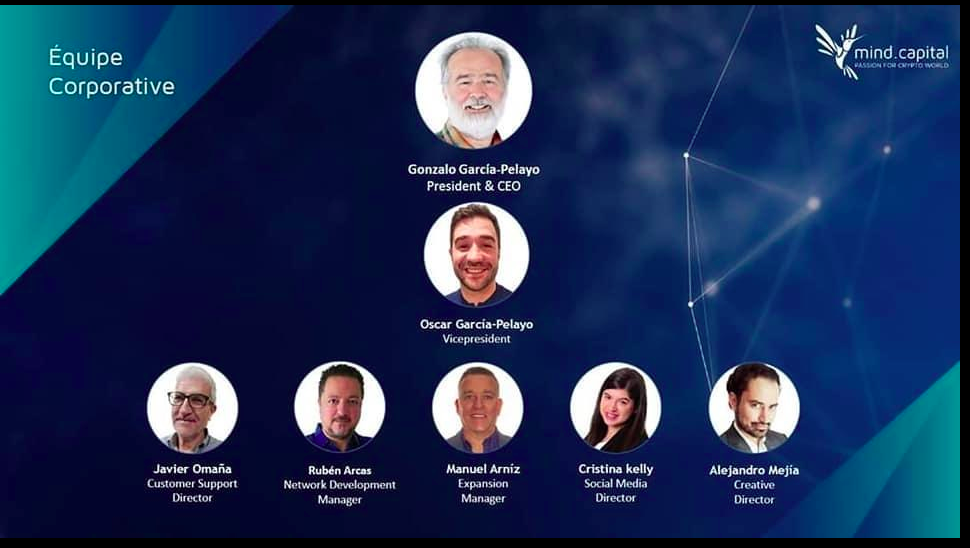 Équipe
Corporative
mind.capital
PASSION FOR CRYPTO WORLD
Gonzalo García-Pelayo
President & CEO
Oscar García-Pelayo
Vicepresident
Javier Omaña
Customer Support
Director
Rubén Arcas
Network Development
Manager
Manuel Arníz
Expansion
Manager
Cristina kelly
Social Media
Director
Alejandro Mejía
Creative
Director